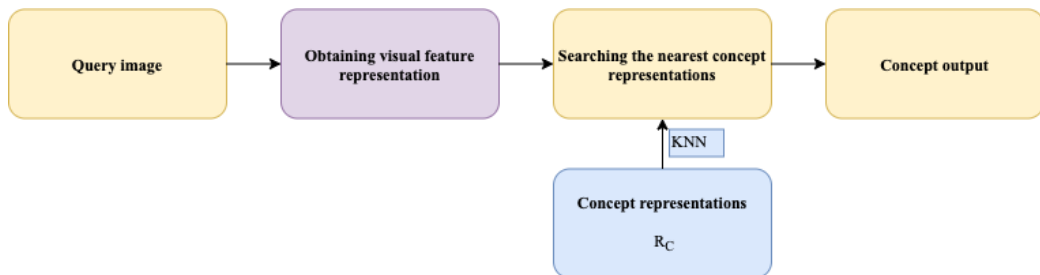 Query image
Obtaining visual feature
representation
Searching the nearest concept
representations
Concept output
KNN
Concept representations
R_C